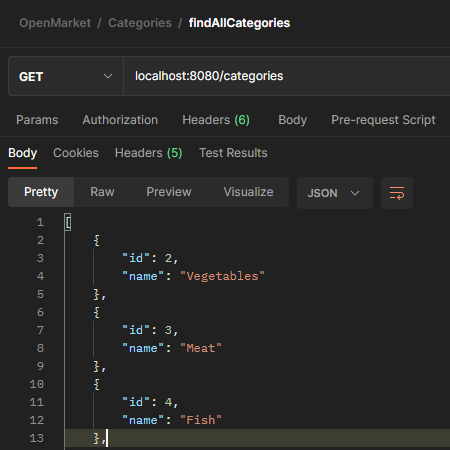 OpenMarket / Categories / findAllCategories
GET localhost:8080/categories
Params Authorization Headers (6) Body Pre-request Script
Body Cookies Headers (5) Test Results
Pretty Raw Preview Visualize JSON
1 [
2 {
3 "id": 2,
4 "name": "Vegetables"
5 },
6 {
7 "id": 3,
8 "name": "Meat"
9 },
10 {
11 "id": 4,
12 "name": "Fish"
13 },